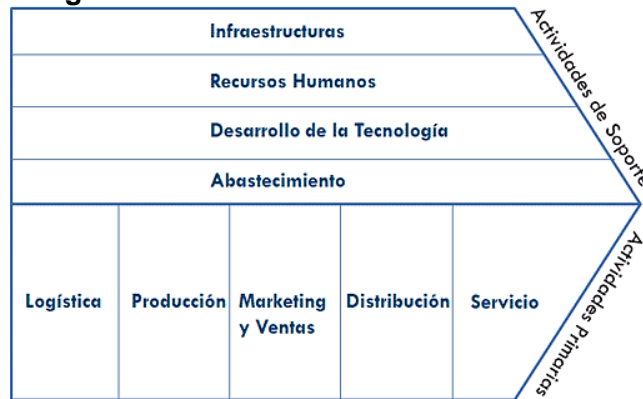 Infraestructuras
Recursos Humanos
Desarrollo de la Tecnología
Abastecimiento
Actividades de Soporte
Logística
Producción
Marketing
y Ventas
Distribución
Servicio
Actividades Primarias